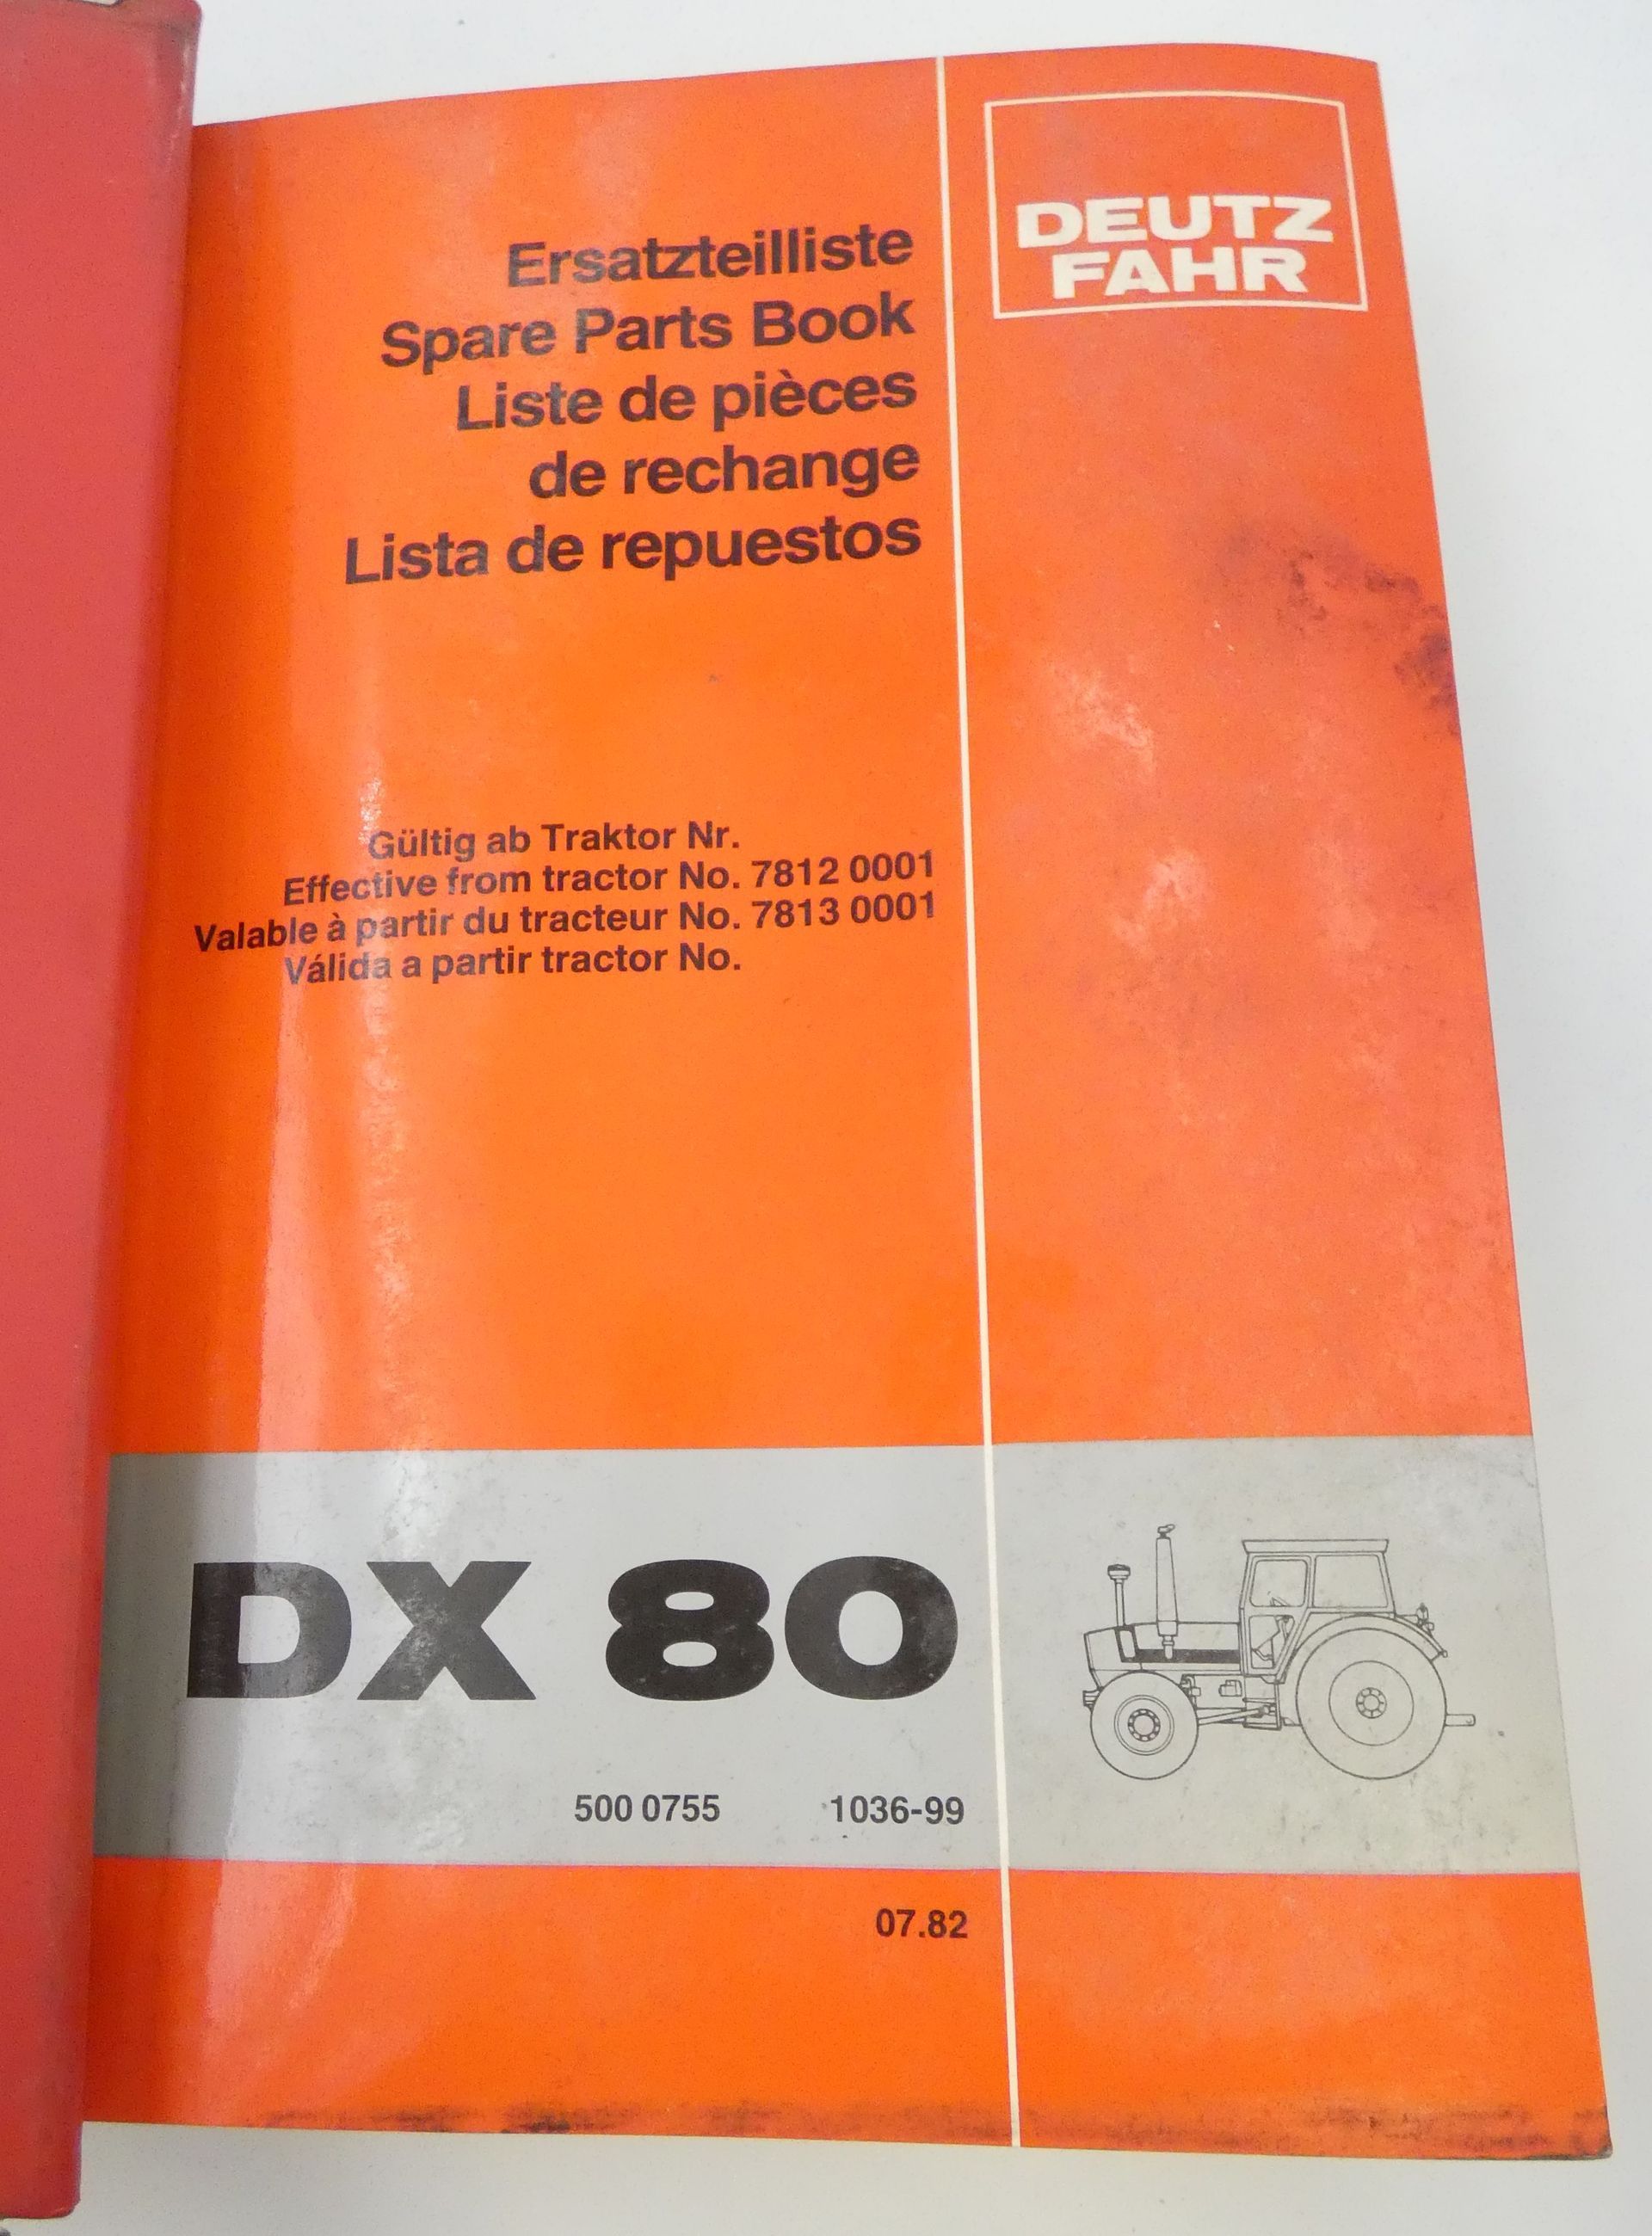 DEUTZ
FAHR
Ersatzteilliste
Spare Parts Book
Liste de pièces
de rechange
Lista de repuestos
Gültig ab Traktor Nr.
Effective from tractor No. 7812 0001
Valable à partir du tracteur No. 7813 0001
Válida a partir tractor No.
DX 80
500 0755 1036-99
07.82